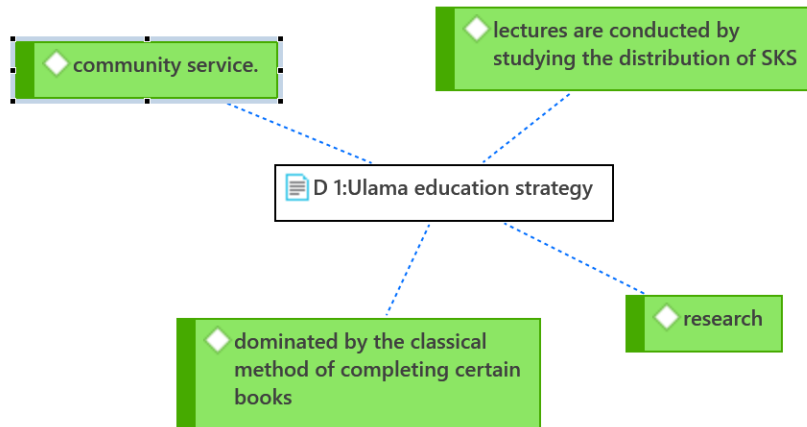 community service.
lectures are conducted by
studying the distribution of SKS
D 1:Ulama education strategy
dominated by the classical
method of completing certain
books
research